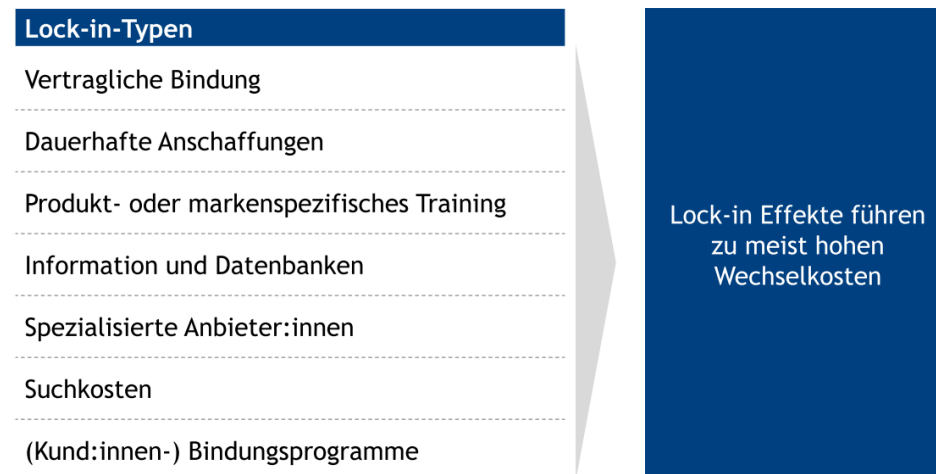 Lock-in-Typen
Vertragliche Bindung
Dauerhafte Anschaffungen
Produkt- oder markenspezifisches Training
Information und Datenbanken
Spezialisierte Anbieter:innen
Suchkosten
(Kund:innen-) Bindungsprogramme
Lock-in Effekte führen
zu meist hohen
Wechselkosten